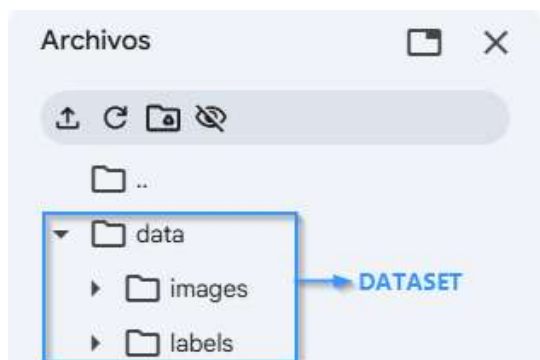 Archivos
..
data
images
DATASET
labels